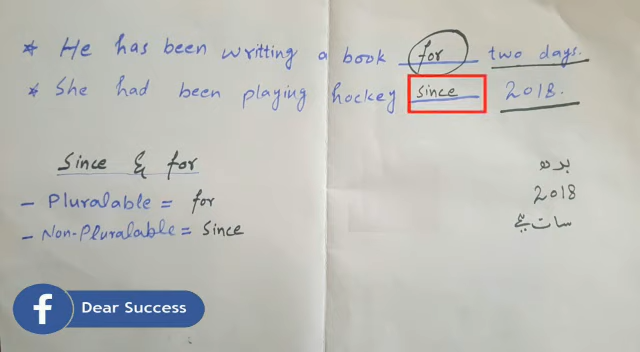 * He has been writting a book for two days.
* She had been playing hockey since 2018.
Since & for
- Pluralable = for
- Non-Pluralable = Since
بدھ
2018
سات بجے
f Dear Success